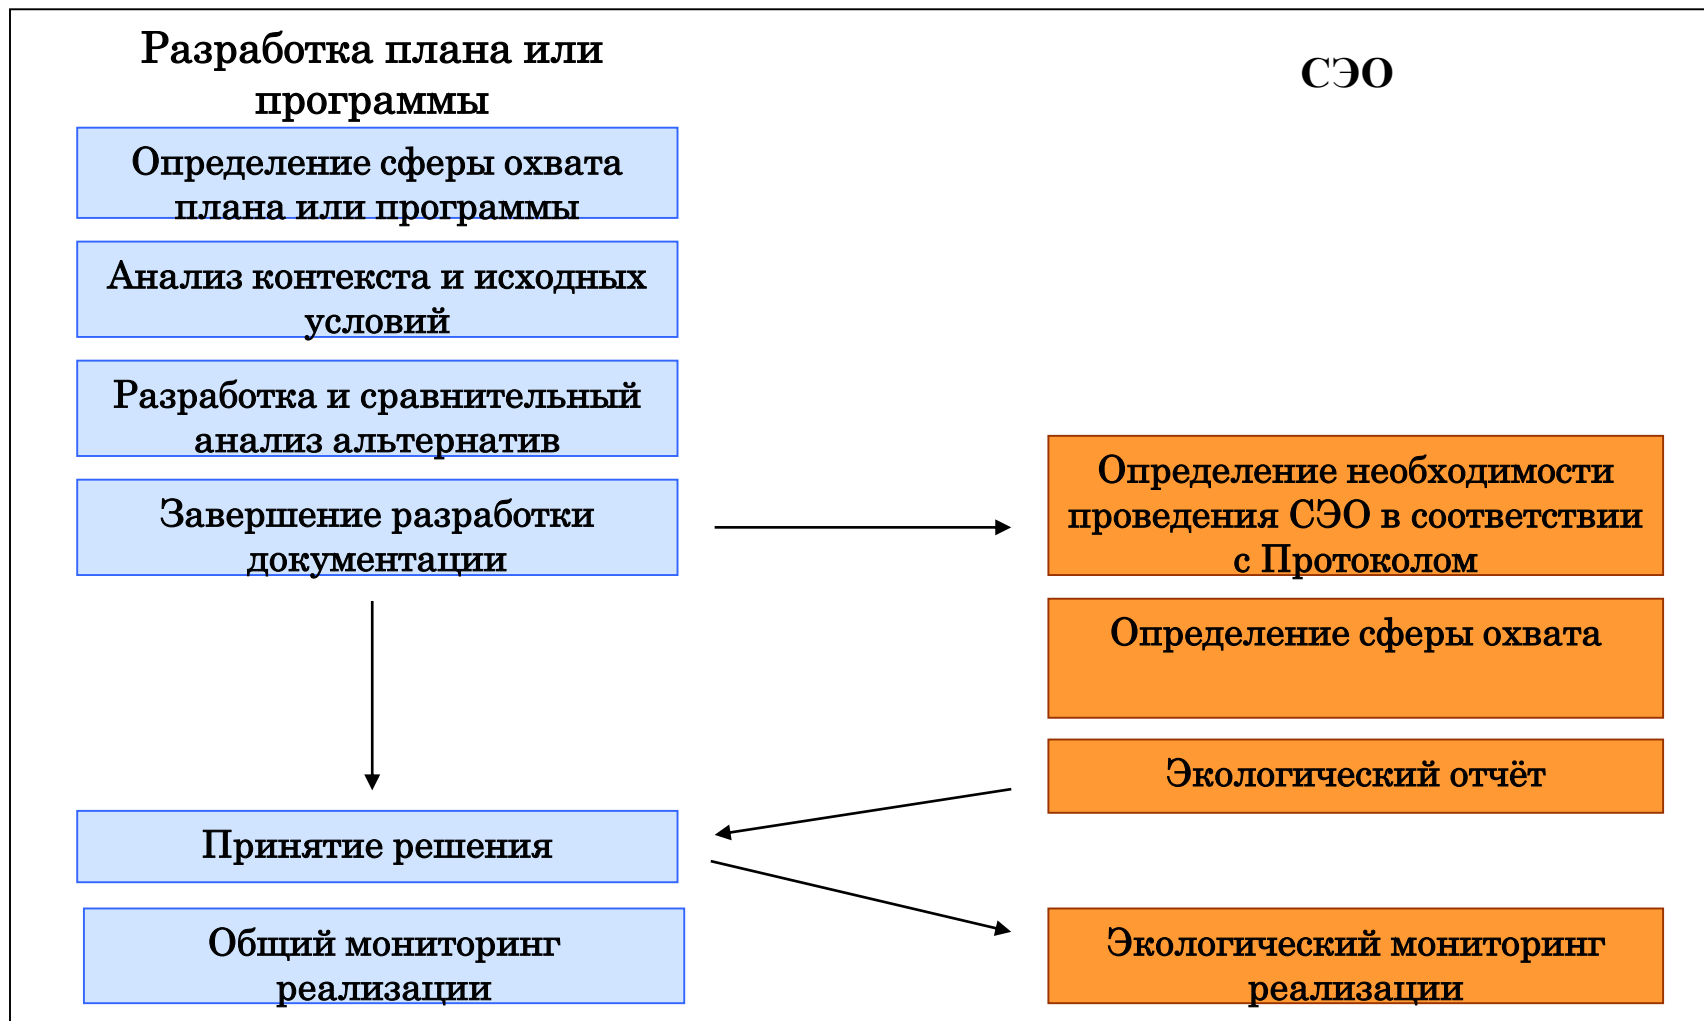 Разработка плана или
программы
СЭО
Определение сферы охвата
плана или программы
Анализ контекста и исходных
условий
Разработка и сравнительный
анализ альтернатив
Завершение разработки
документации
Определение необходимости
проведения СЭО в соответствии
с Протоколом
Определение сферы охвата
Экологический отчёт
Принятие решения
Общий мониторинг
реализации
Экологический мониторинг
реализации